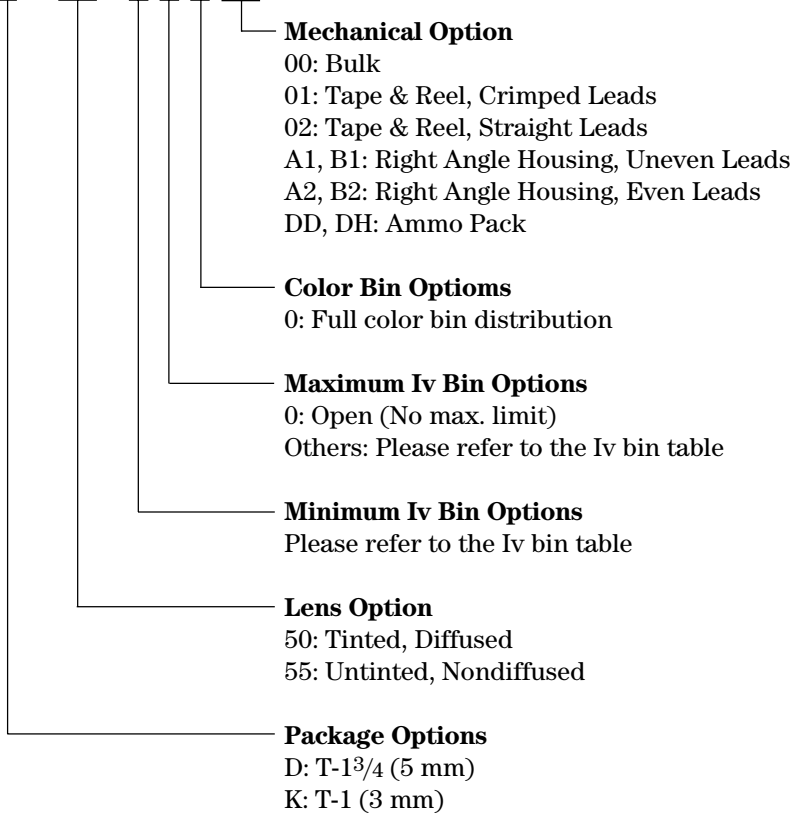 Mechanical Option
00: Bulk
01: Tape & Reel, Crimped Leads
02: Tape & Reel, Straight Leads
A1, B1: Right Angle Housing, Uneven Leads
A2, B2: Right Angle Housing, Even Leads
DD, DH: Ammo Pack
Color Bin Optioms
0: Full color bin distribution
Maximum Iv Bin Options
0: Open (No max. limit)
Others: Please refer to the Iv bin table
Minimum Iv Bin Options
Please refer to the Iv bin table
Lens Option
50: Tinted, Diffused
55: Untinted, Nondiffused
Package Options
D: T-13/4 (5 mm)
K: T-1 (3 mm)